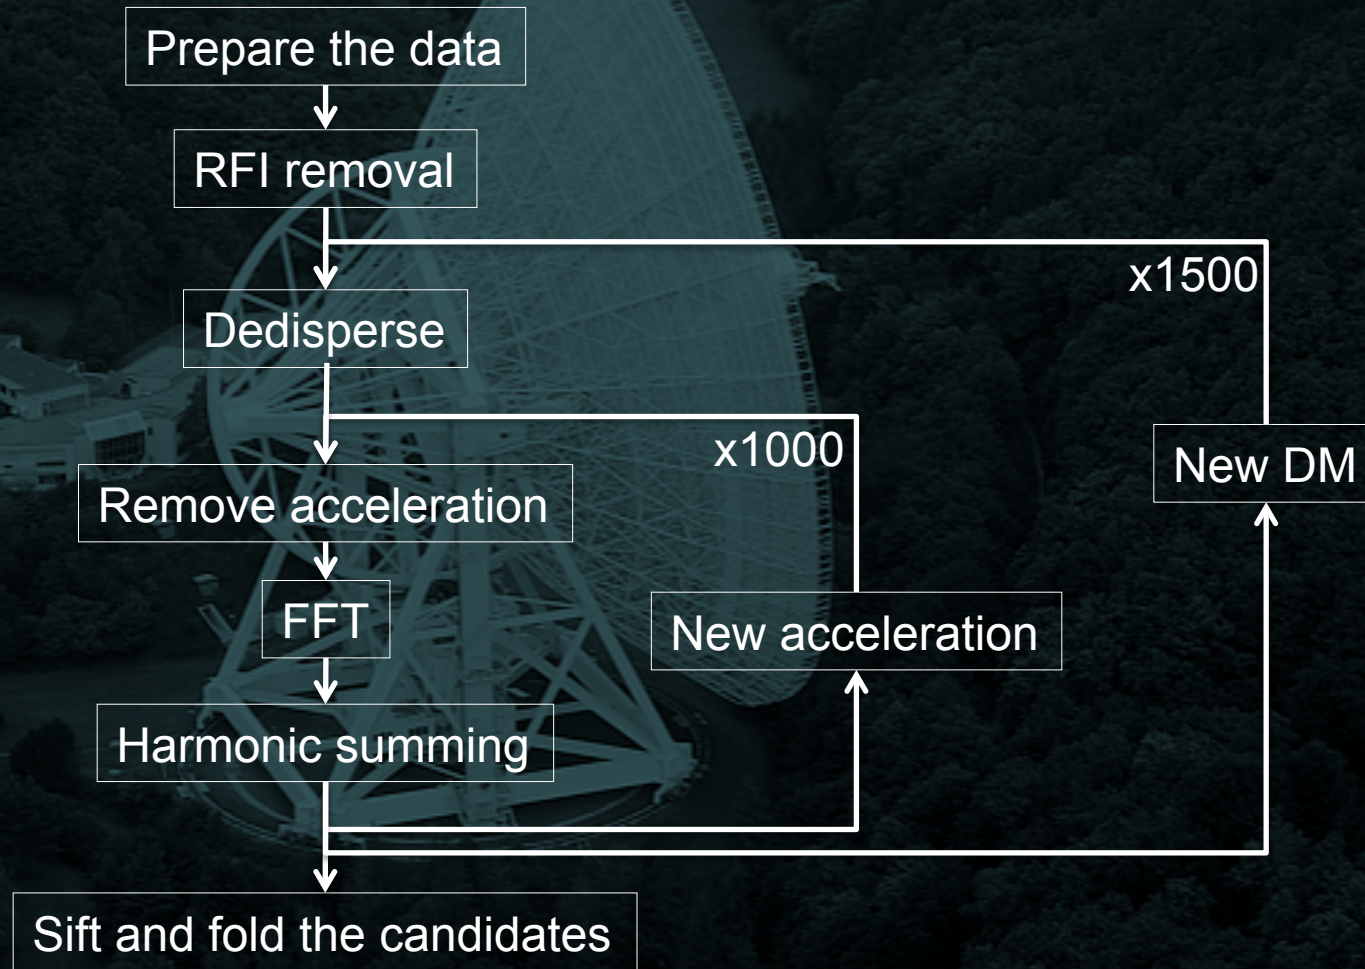 Prepare the data
RFI removal
x1500
Dedisperse
x1000
New DM
Remove acceleration
FFT
New acceleration
Harmonic summing
Sift and fold the candidates